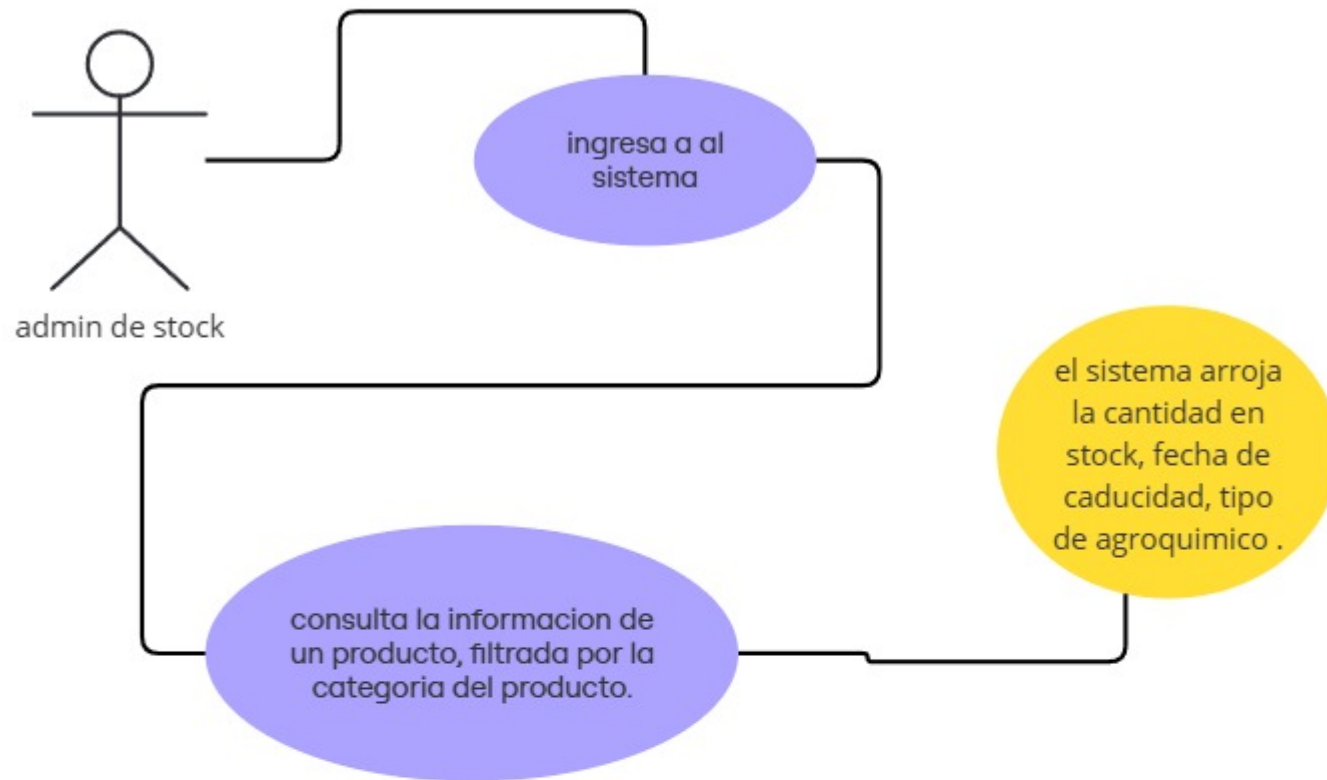 ingresa a al
sistema
admin de stock
el sistema arroja
la cantidad en
stock, fecha de
caducidad, tipo
de agroquimico .
consulta la informacion de
un producto, filtrada por la
categoria del producto.